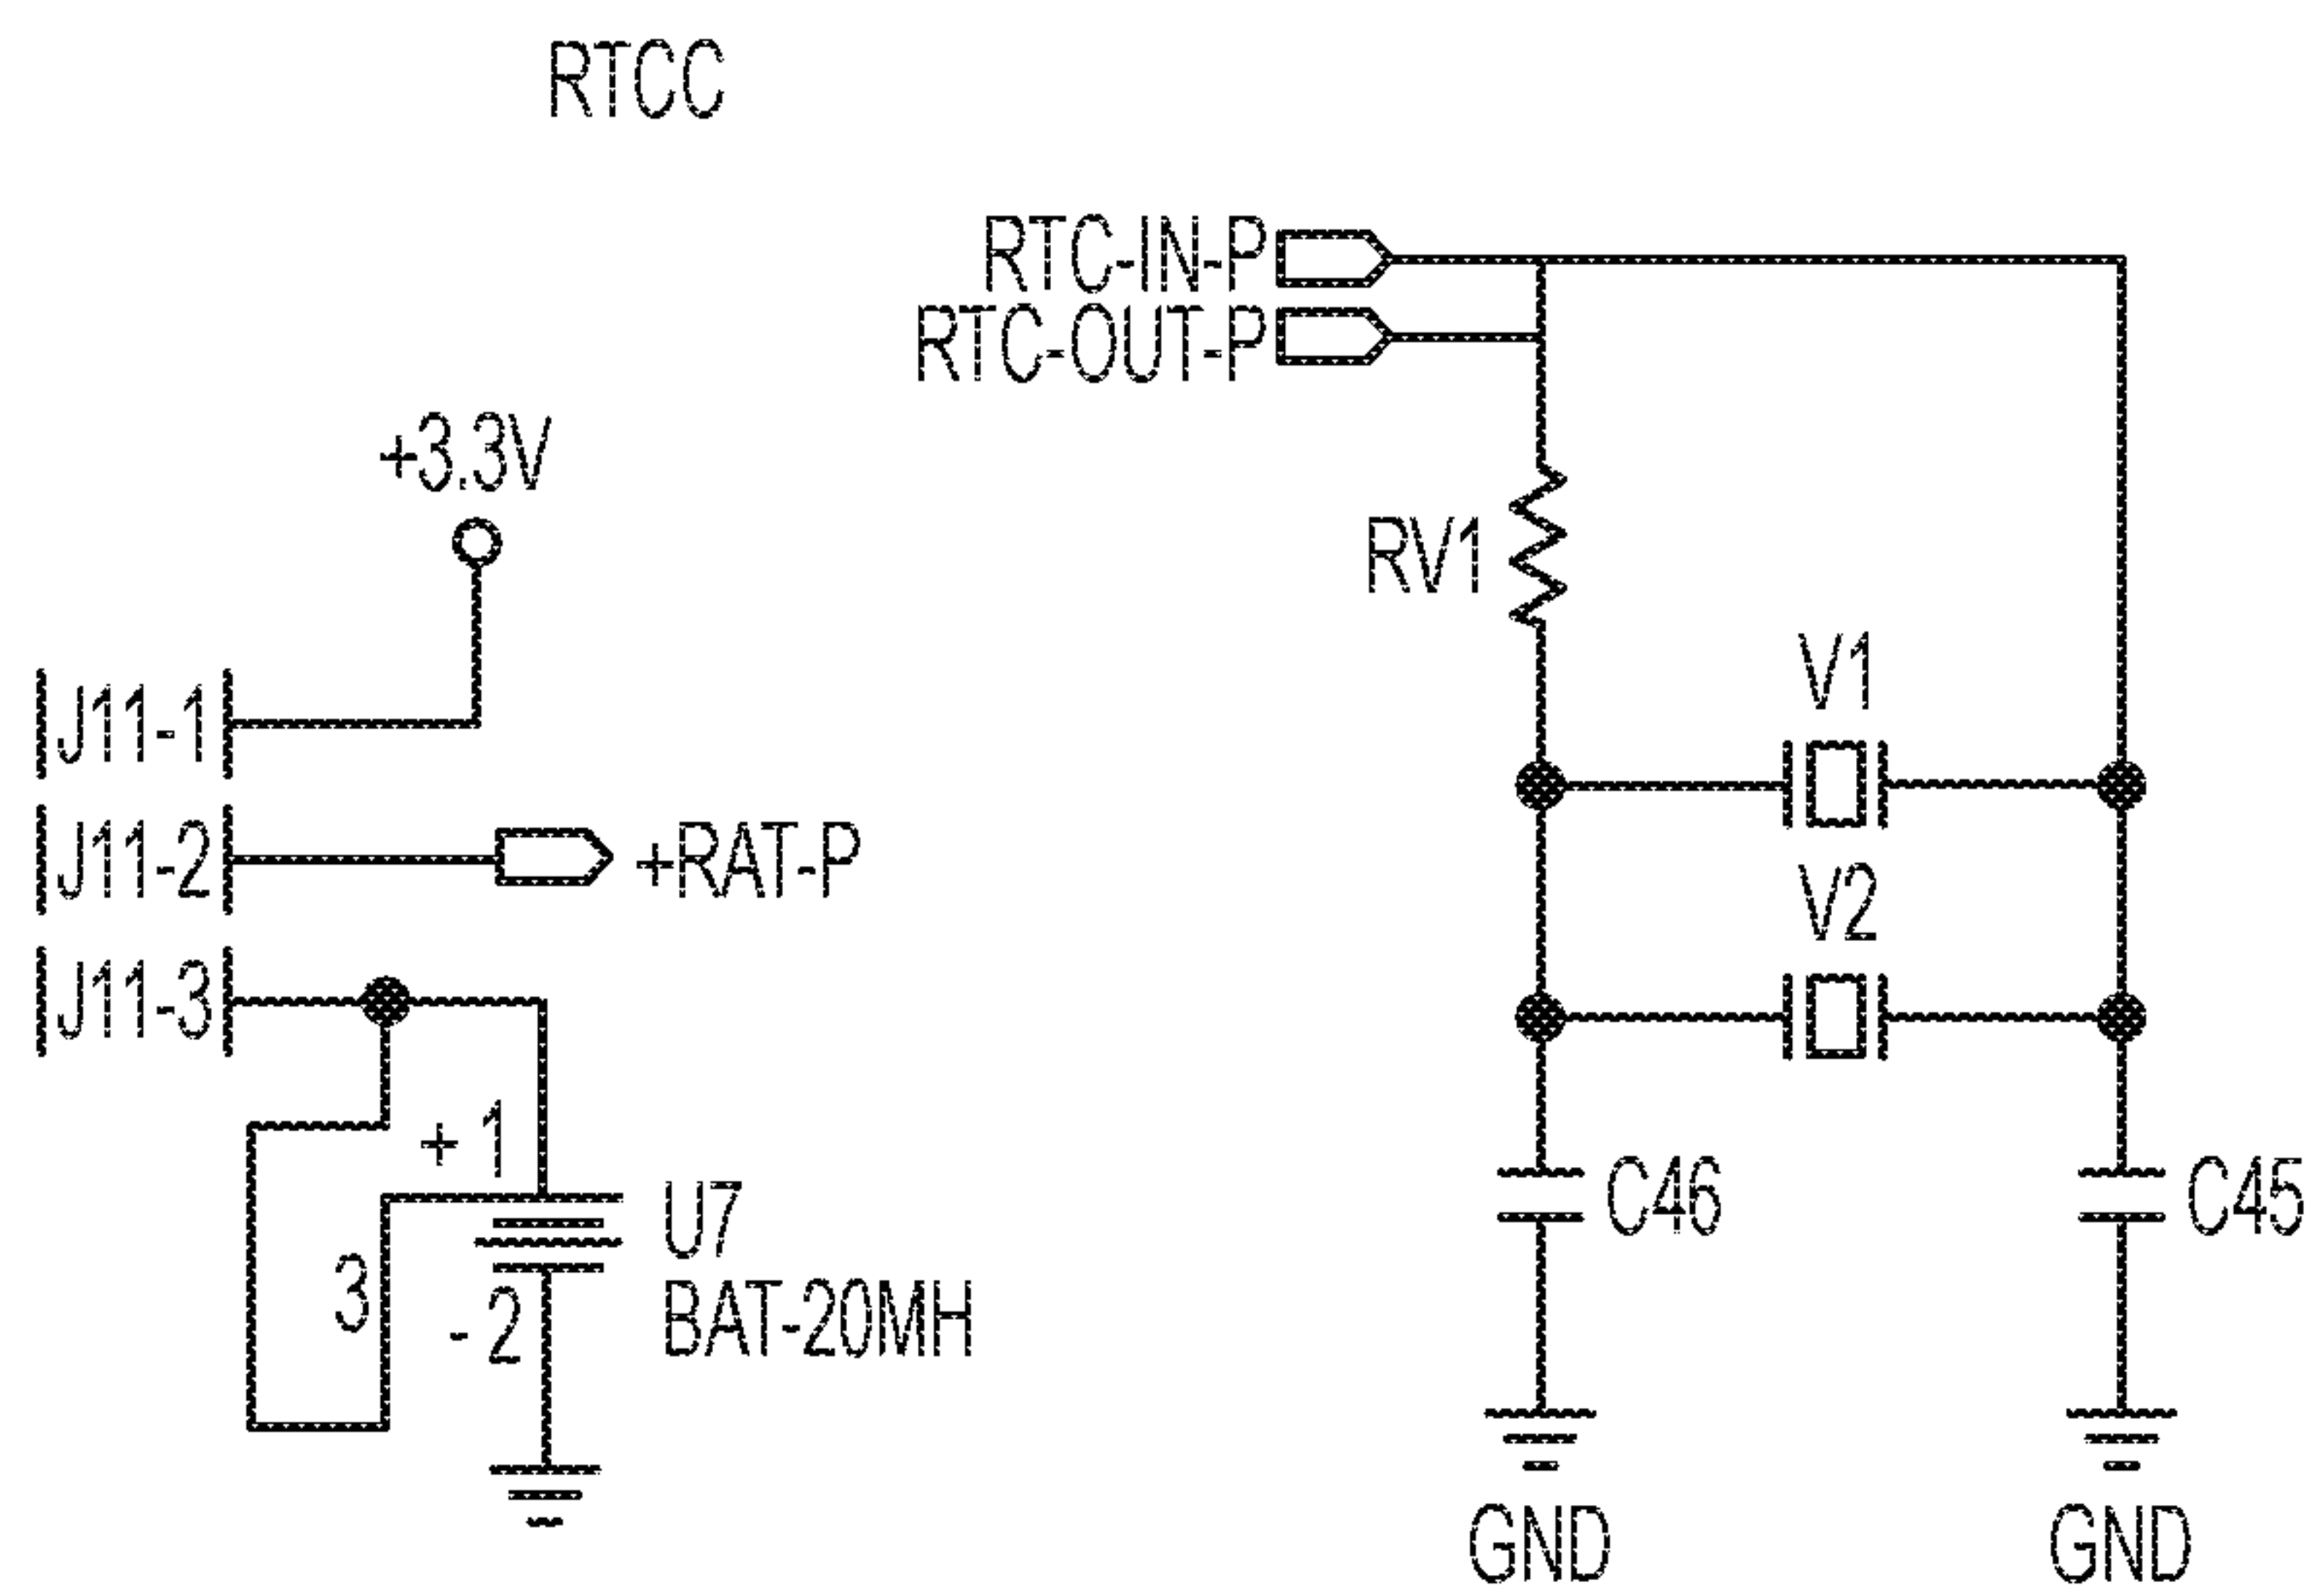 RTCC
RTC-IN-P
RTC-OUT-P
+3.3V
RV1
V1
J11-1
J11-2
+RAT-P
V2
J11-3
+ 1
U7
C46
C45
3
- 2
BAT-20MH
GND
GND